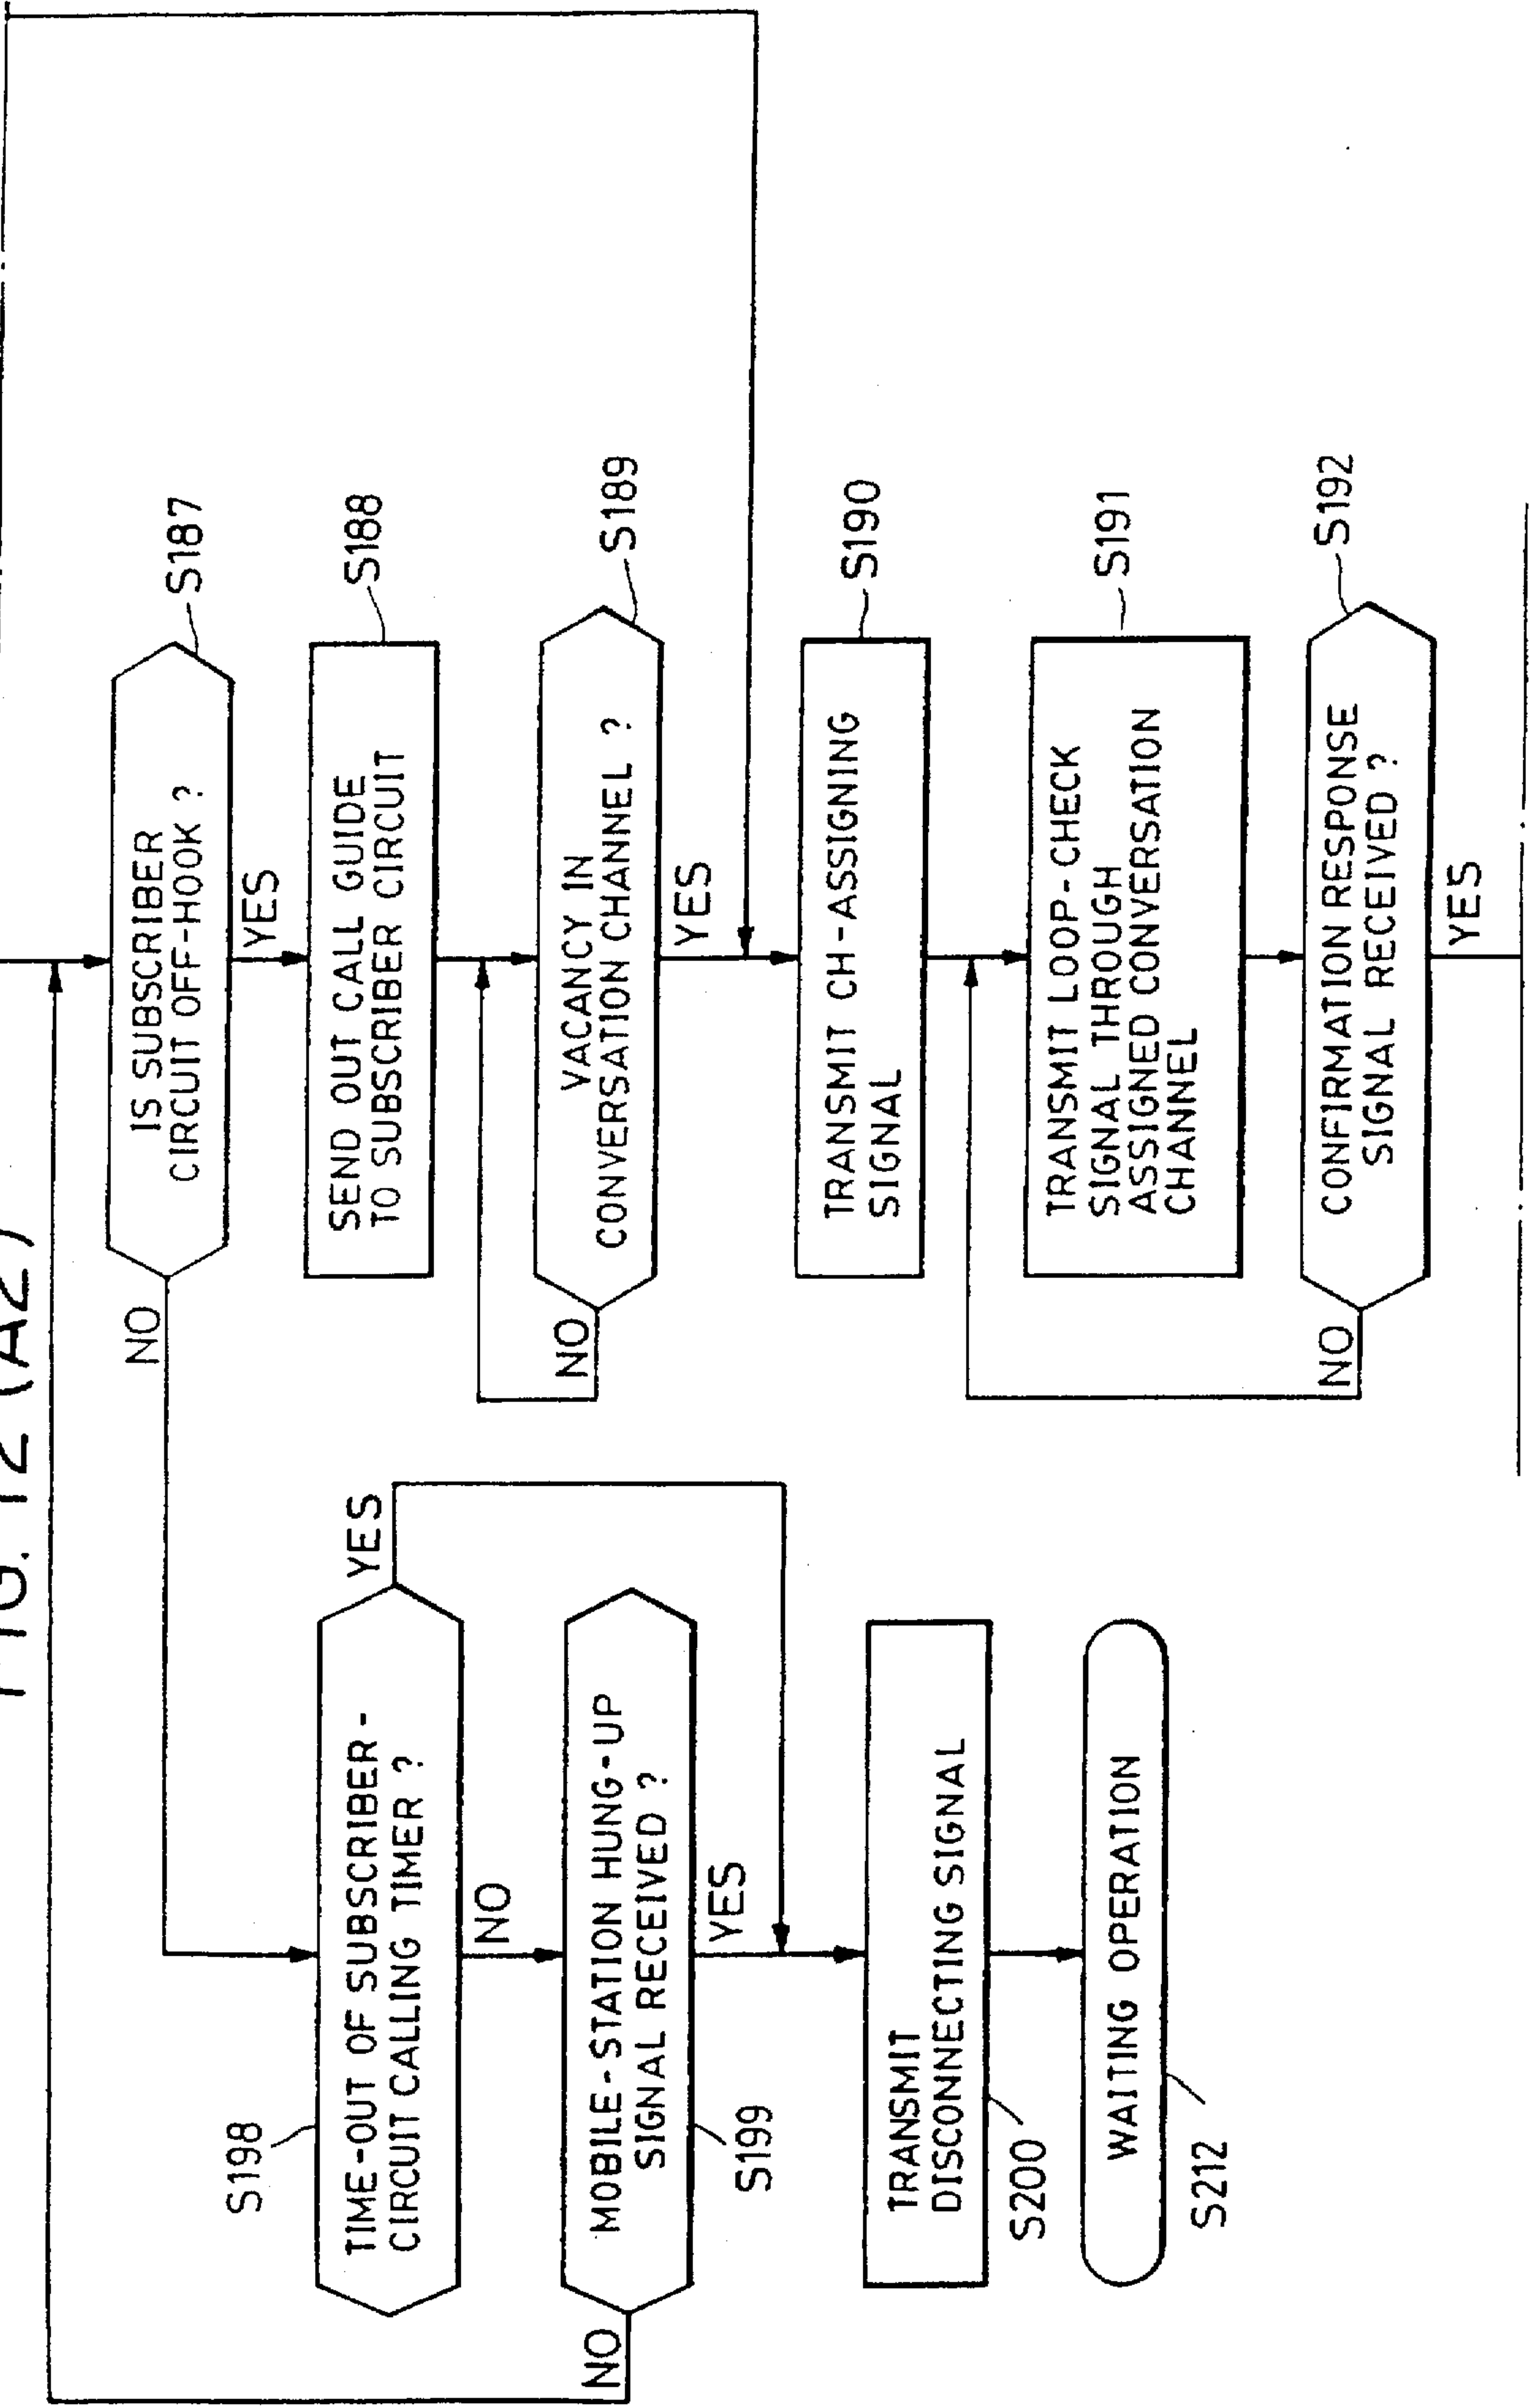 FIG. 12 (A2)
IS SUBSCRIBER
CIRCUIT OFF-HOOK ?
S187
NO
YES
SEND OUT CALL GUIDE
TO SUBSCRIBER CIRCUIT
S188
VACANCY IN
CONVERSATION CHANNEL ?
S189
NO
YES
TRANSMIT CH-ASSIGNING
SIGNAL
S190
TRANSMIT LOOP-CHECK
SIGNAL THROUGH
ASSIGNED CONVERSATION
CHANNEL
S191
CONFIRMATION RESPONSE
SIGNAL RECEIVED ?
S192
NO
YES
S198
TIME-OUT OF SUBSCRIBER-
CIRCUIT CALLING TIMER ?
YES
NO
MOBILE-STATION HUNG-UP
SIGNAL RECEIVED ?
S199
NO
YES
TRANSMIT
DISCONNECTING SIGNAL
S200
WAITING OPERATION
S212